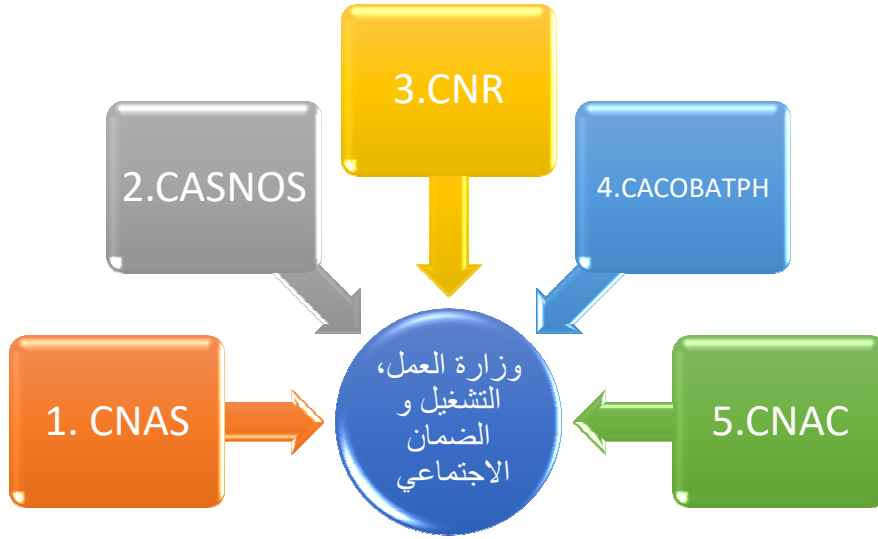 3.CNR
2.CASNOS
4.CACOBATPH
1. CNAS
5.CNAC
وزارة العمل،
التشغيل و
الضمان
الاجتماعي